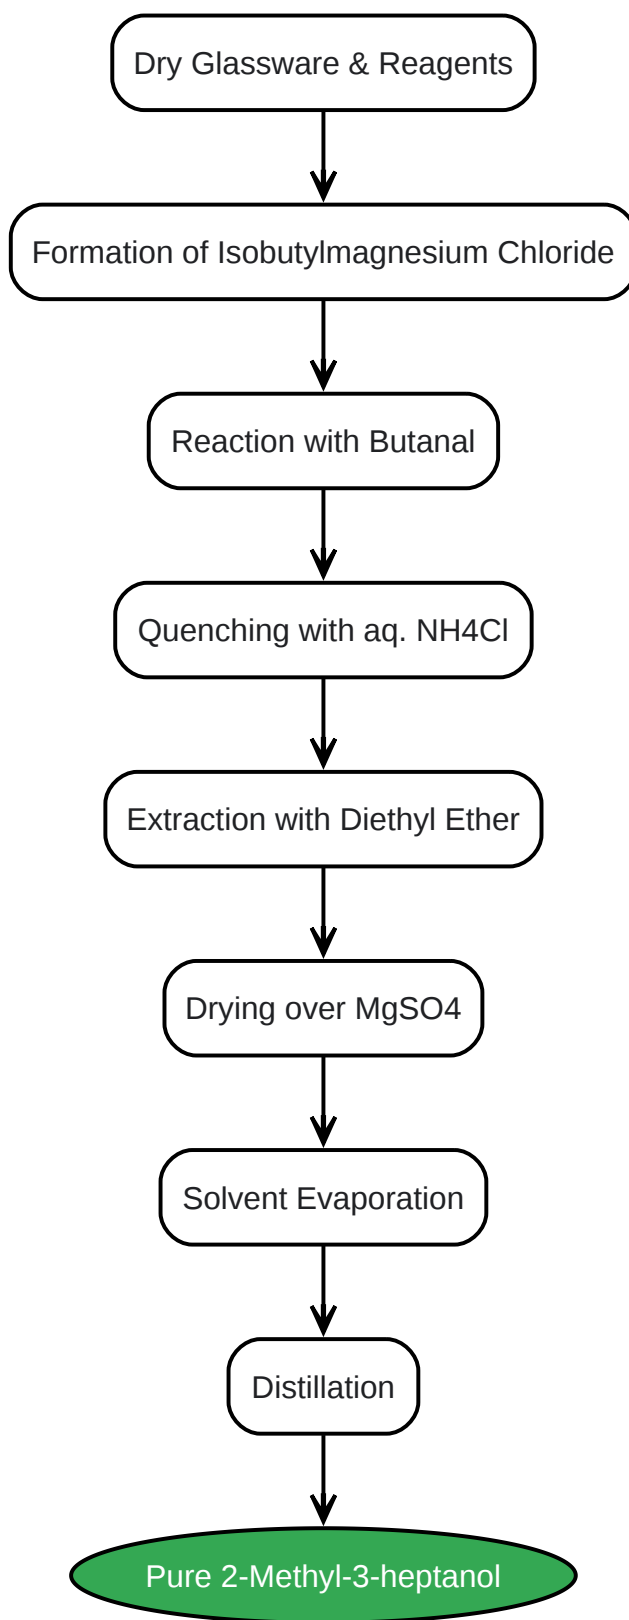 Dry Glassware & Reagents
Formation of Isobutylmagnesium Chloride
Reaction with Butanal
Quenching with aq. NH4Cl
Extraction with Diethyl Ether
Drying over MgSO4
Solvent Evaporation
Distillation
Pure 2-Methyl-3-heptanol